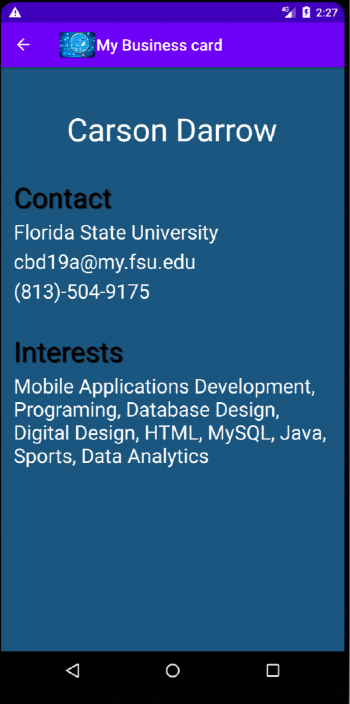 4G 2:27
My Business card
Carson Darrow
Contact
Florida State University
cbd19a@my.fsu.edu
(813)-504-9175
Interests
Mobile Applications Development,
Programing, Database Design,
Digital Design, HTML, MySQL, Java,
Sports, Data Analytics